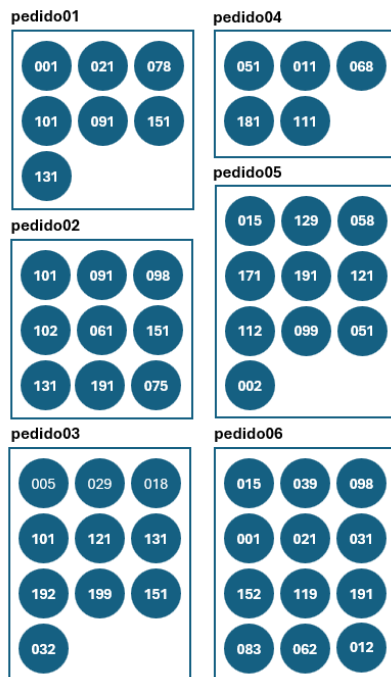 pedido01
001 021 078
101 091 151
131
pedido02
101 091 098
102 061 151
131 191 075
pedido03
005 029 018
101 121 131
192 199 151
032
pedido04
051 011 068
181 111
pedido05
015 129 058
171 191 121
112 099 051
002
pedido06
015 039 098
001 021 031
152 119 191
083 062 012